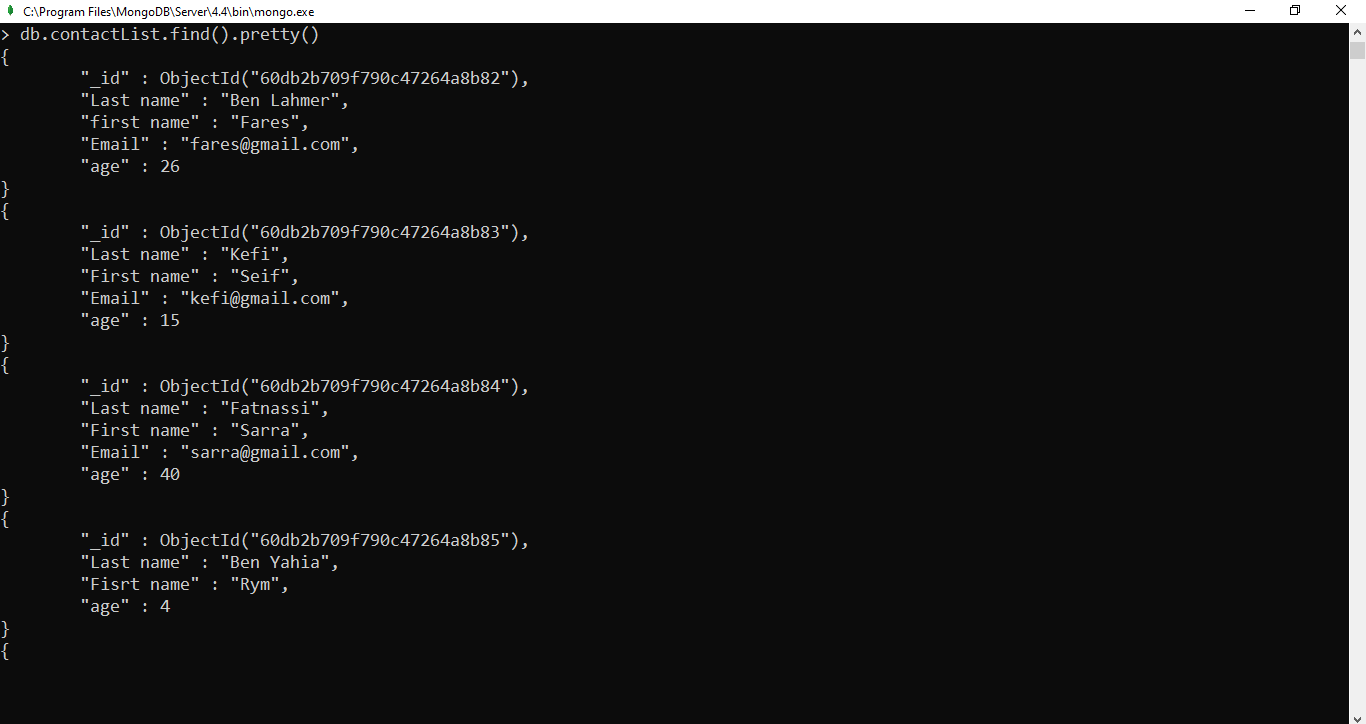 C:\Program Files\MongoDB\Server\4.4\bin\mongo.exe
> db.contactList.find().pretty()
{
        "_id" : ObjectId("60db2b709f790c47264a8b82"),
        "Last name" : "Ben Lahmer",
        "first name" : "Fares",
        "Email" : "fares@gmail.com",
        "age" : 26
}
{
        "_id" : ObjectId("60db2b709f790c47264a8b83"),
        "Last name" : "Kefi",
        "First name" : "Seif",
        "Email" : "kefi@gmail.com",
        "age" : 15
}
{
        "_id" : ObjectId("60db2b709f790c47264a8b84"),
        "Last name" : "Fatnassi",
        "First name" : "Sarra",
        "Email" : "sarra@gmail.com",
        "age" : 40
}
{
        "_id" : ObjectId("60db2b709f790c47264a8b85"),
        "Last name" : "Ben Yahia",
        "Fisrt name" : "Rym",
        "age" : 4
}
{